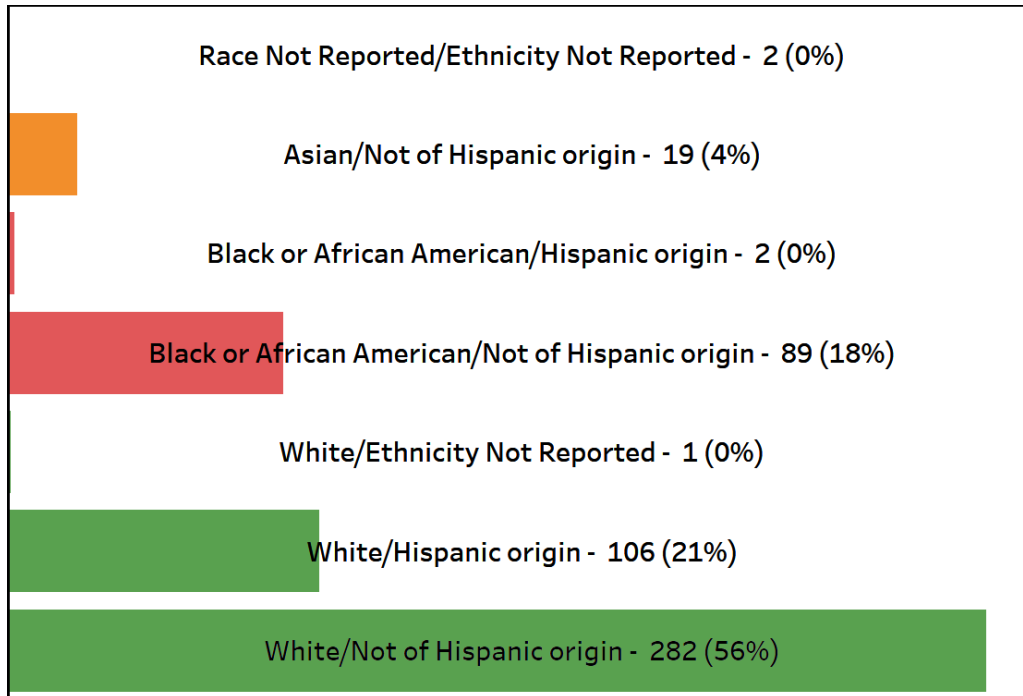 Race Not Reported/Ethnicity Not Reported - 2 (0%)
Asian/Not of Hispanic origin - 19 (4%)
Black or African American/Hispanic origin - 2 (0%)
Black or African American/Not of Hispanic origin - 89 (18%)
White/Ethnicity Not Reported - 1 (0%)
White/Hispanic origin - 106 (21%)
White/Not of Hispanic origin - 282 (56%)